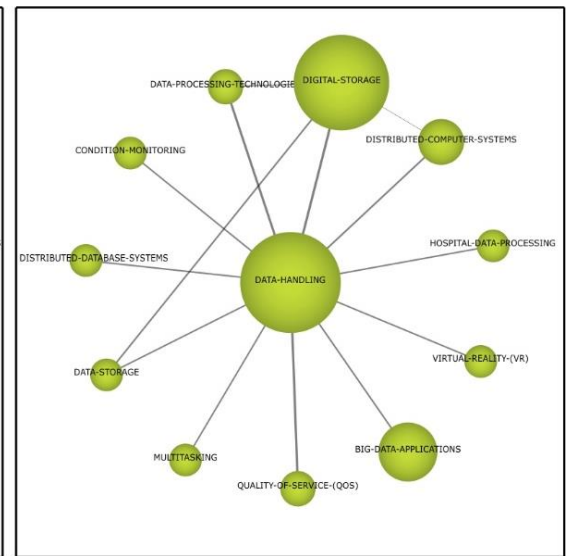 DATA-PROCESSING-TECHNOLOGIE
DIGITAL-STORAGE
DISTRIBUTED-COMPUTER-SYSTEMS
CONDITION-MONITORING
HOSPITAL-DATA-PROCESSING
DISTRIBUTED-DATABASE-SYSTEMS
DATA-HANDLING
VIRTUAL-REALITY-(VR)
DATA-STORAGE
BIG-DATA-APPLICATIONS
MULTITASKING
QUALITY-OF-SERVICE-(QOS)